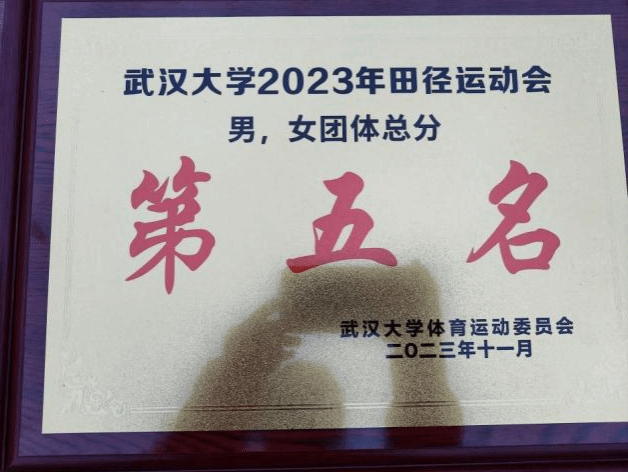 武汉大学2023年田径运动会
男，女团体总分
第五名
武汉大学体育运动委员会
二〇二三年十一月